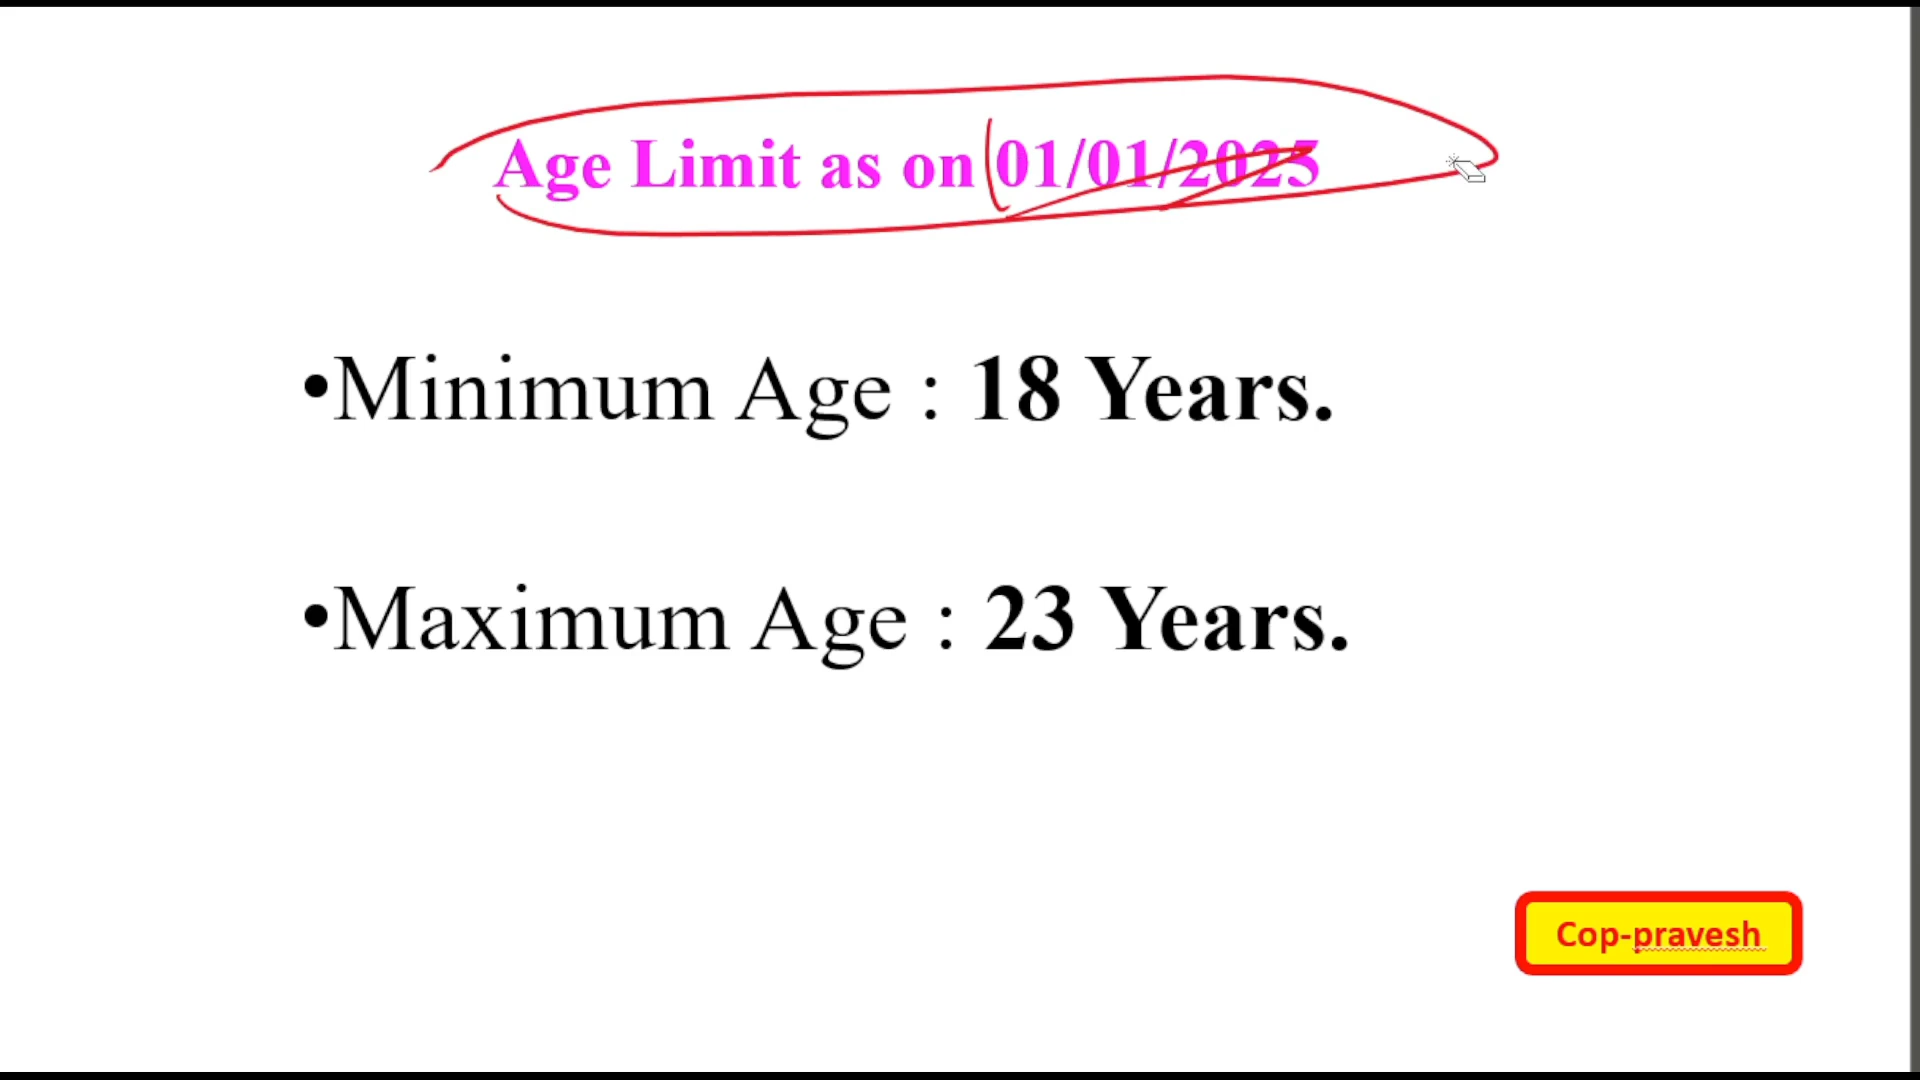 Age Limit as on 01/01/2025
•Minimum Age : 18 Years.
•Maximum Age : 23 Years.
Cop-pravesh